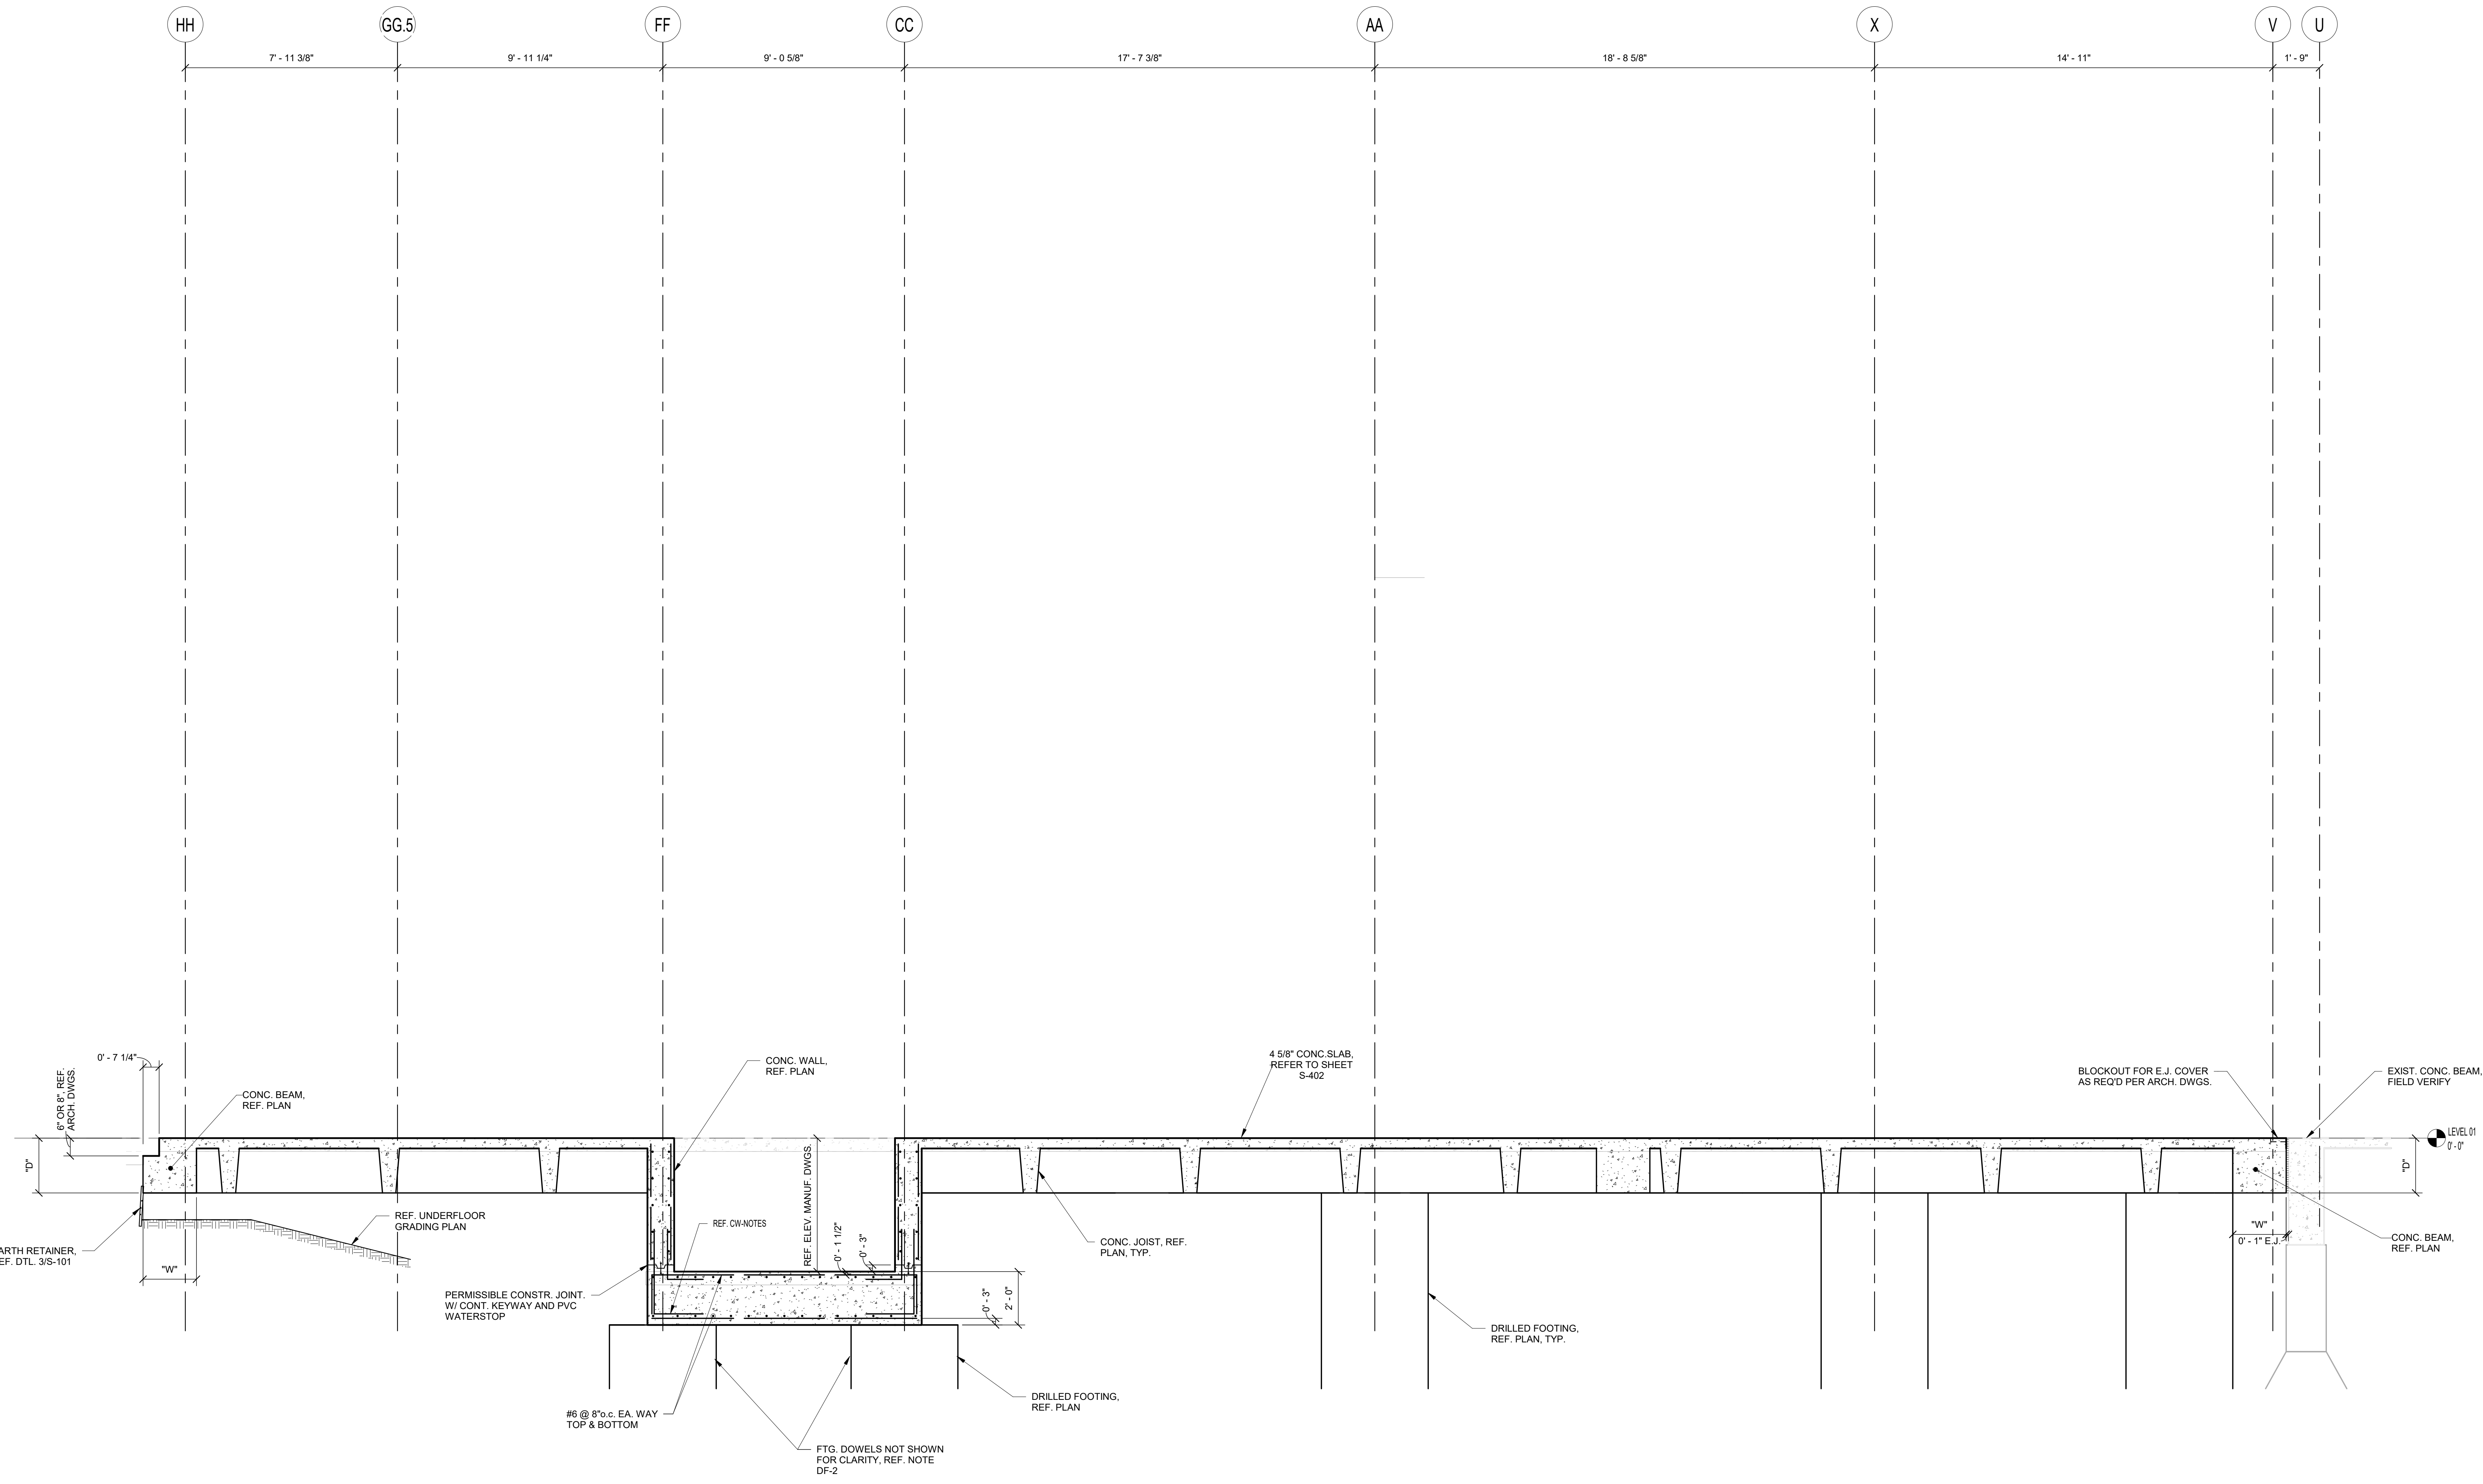 HH
GG.5
FF
CC
AA
X
V
U
7' - 11 3/8"
9' - 11 1/4"
9' - 0 5/8"
17' - 7 3/8"
18' - 8 5/8"
14' - 11"
1' - 9"
0' - 7 1/4"
6" OR 8", REF.
ARCH. DWGS.
"D"
CONC. BEAM,
REF. PLAN
ARTH RETAINER,
EF. DTL. 3/S-101
"W"
REF. UNDERFLOOR
GRADING PLAN
CONC. WALL,
REF. PLAN
REF. CW-NOTES
REF. ELEV. MANUF. DWGS.
0' - 1 1/2"
0' - 3"
0' - 3"
2' - 0"
PERMISSIBLE CONSTR. JOINT.
W/ CONT. KEYWAY AND PVC
WATERSTOP
#6 @ 8"o.c. EA. WAY
TOP & BOTTOM
FTG. DOWELS NOT SHOWN
FOR CLARITY, REF. NOTE
DF-2
DRILLED FOOTING,
REF. PLAN
4 5/8" CONC.SLAB,
REFER TO SHEET
S-402
CONC. JOIST, REF.
PLAN, TYP.
DRILLED FOOTING,
REF. PLAN, TYP.
BLOCKOUT FOR E.J. COVER
AS REQ'D PER ARCH. DWGS.
EXIST. CONC. BEAM,
FIELD VERIFY
LEVEL 01
0' - 0"
"D"
"W"
0' - 1" E.J.
CONC. BEAM,
REF. PLAN